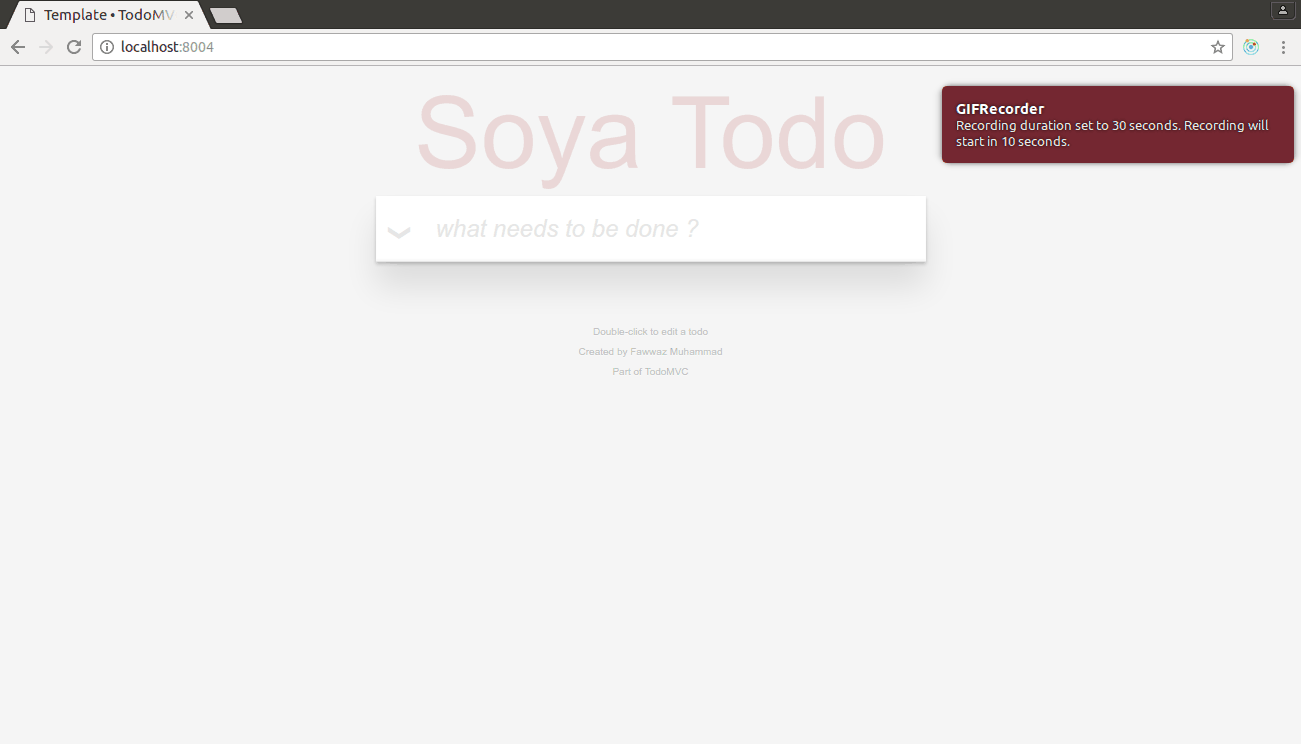 Template • TodoMV
localhost:8004
GIFRecorder
Recording duration set to 30 seconds. Recording will
start in 10 seconds.
Soya Todo
what needs to be done ?
Double-click to edit a todo
Created by Fawwaz Muhammad
Part of TodoMVC